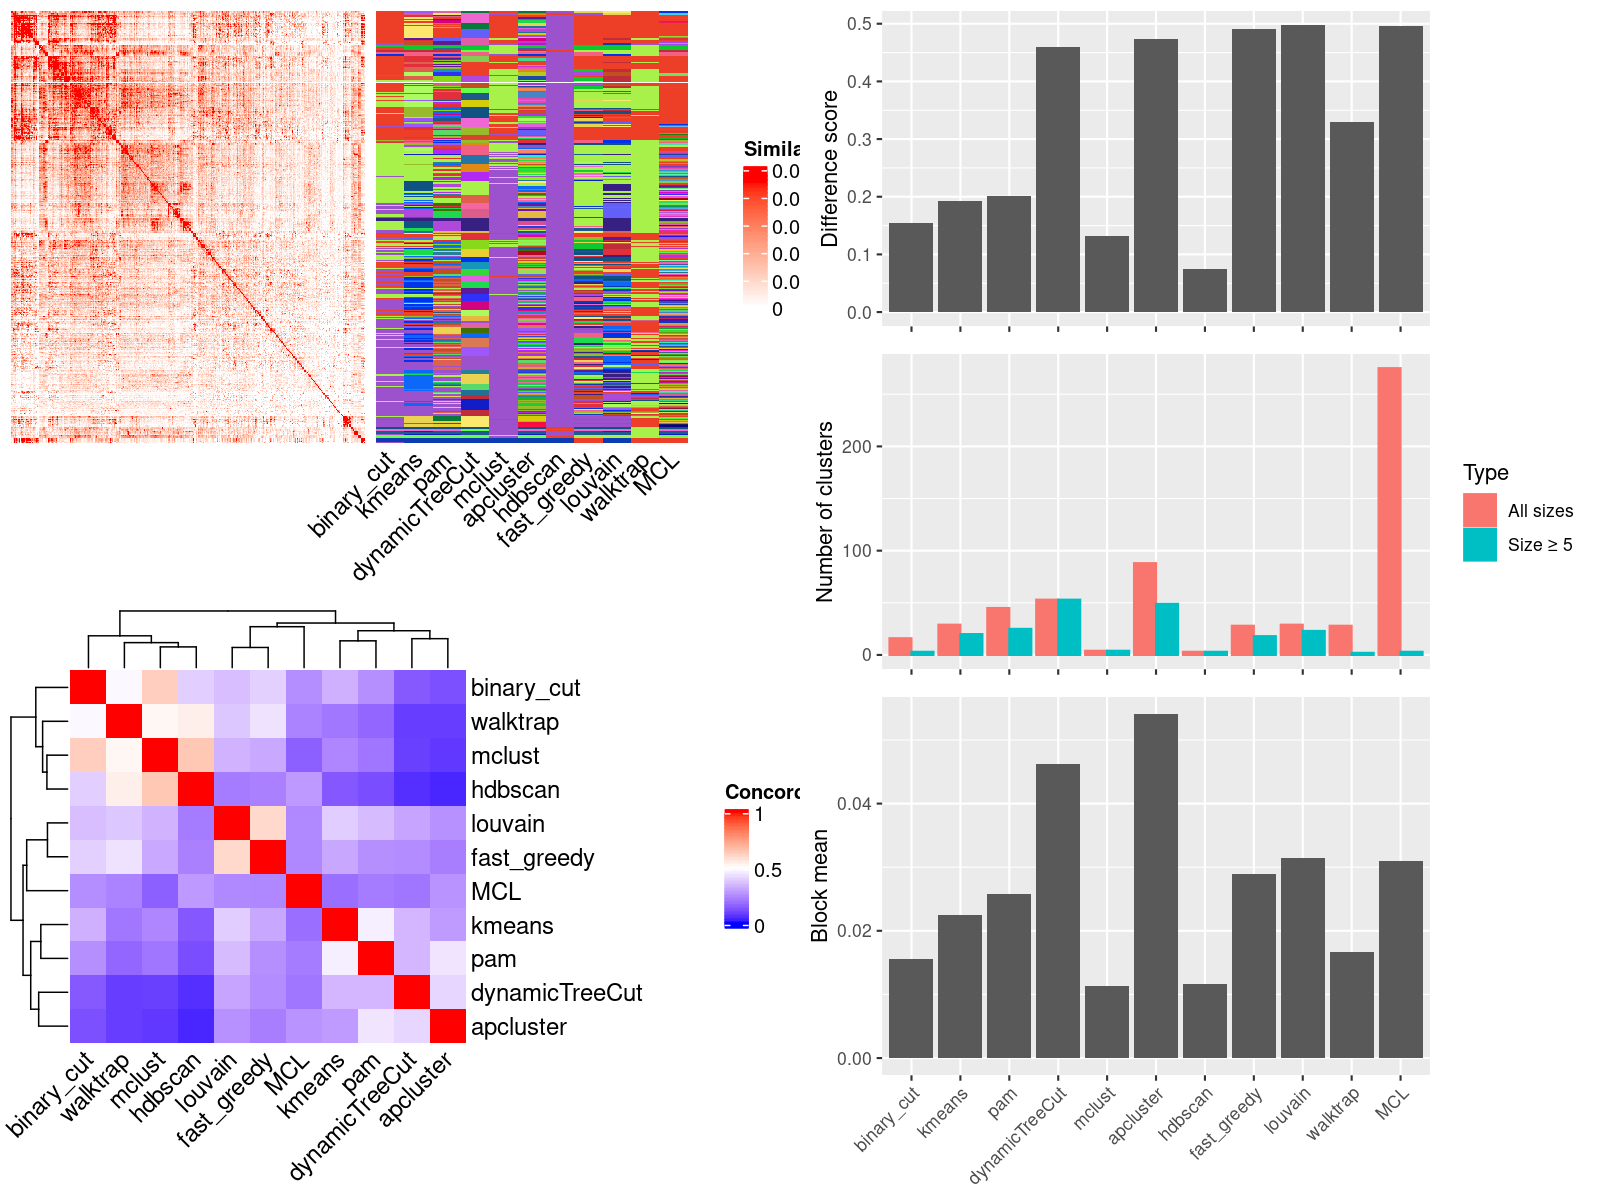 Simila
0.0
0.0
0.0
0.0
0
binary_cut
kmeans
pam
dynamicTreeCut
mclust
apcluster
hdbscan
fast_greedy
louvain
walktrap
MCL
binary_cut
walktrap
mclust
hdbscan
louvain
fast_greedy
MCL
kmeans
pam
dynamicTreeCut
apcluster
binary_cut
walktrap
mclust
hdbscan
louvain
fast_greedy
MCL
kmeans
pam
dynamicTreeCut
apcluster
Concord
1
0.5
0
Difference score
0.5
0.4
0.3
0.2
0.1
0.0
Number of clusters
200
100
0
Type
All sizes
Size ≥ 5
Block mean
0.04
0.02
0.00
binary_cut
kmeans
pam
dynamicTreeCut
mclust
apcluster
hdbscan
fast_greedy
louvain
walktrap
MCL